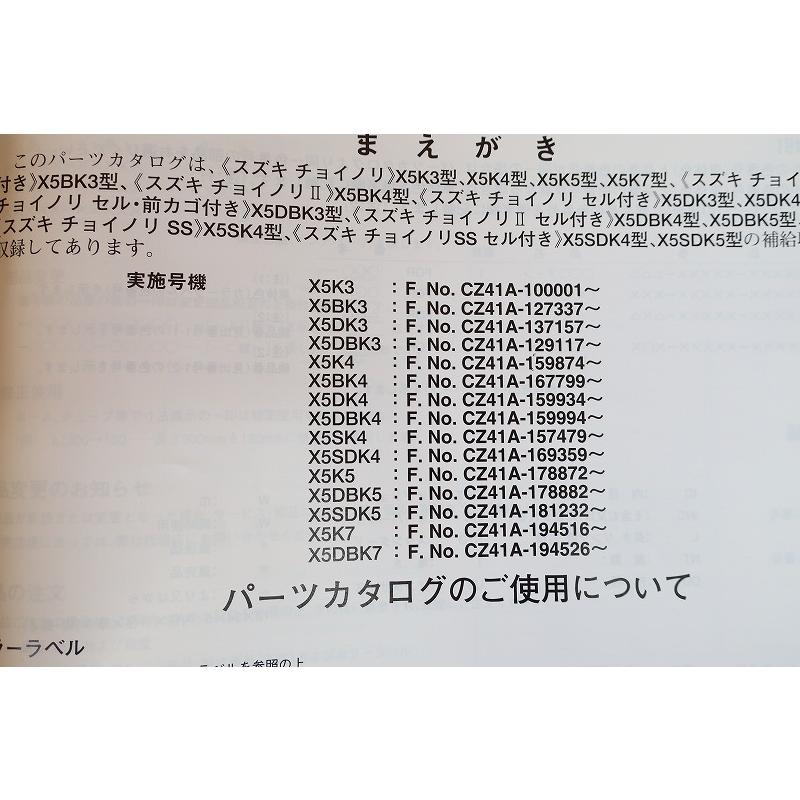 まえがき
このパーツカタログは、《スズキ チョイノリ》X5K3型、X5K4型、X5K5型、X5K7型、《スズキ チョイ
付き》X5BK3型、《スズキ チョイノリⅡ》X5BK4型、《スズキ チョイノリ セル付き》X5DK3型、X5DK4
チョイノリ セル・前カゴ付き》X5DBK3型、《スズキ チョイノリⅡ セル付き》X5DBK4型、X5DBK5型、
スズキ チョイノリ SS》X5SK4型、《スズキ チョイノリSS セル付き》X5SDK4型、X5SDK5型の補給
収録してあります。
実施号機
X5K3 : F. No. CZ41A-100001〜
X5BK3 : F. No. CZ41A-127337〜
X5DK3 : F. No. CZ41A-137157〜
X5DBK3 : F. No. CZ41A-129117〜
X5K4 : F. No. CZ41A-159874〜
X5BK4 : F. No. CZ41A-167799〜
X5DK4 : F. No. CZ41A-159934〜
X5DBK4 : F. No. CZ41A-159994〜
X5SK4 : F. No. CZ41A-157479〜
X5SDK4 : F. No. CZ41A-169359〜
X5K5 : F. No. CZ41A-178872〜
X5DBK5 : F. No. CZ41A-178882〜
X5SDK5 : F. No. CZ41A-181232〜
X5K7 : F. No. CZ41A-194516〜
X5DBK7 : F. No. CZ41A-194526〜
パーツカタログのご使用について
ラーラベル
ラベルを参照の上